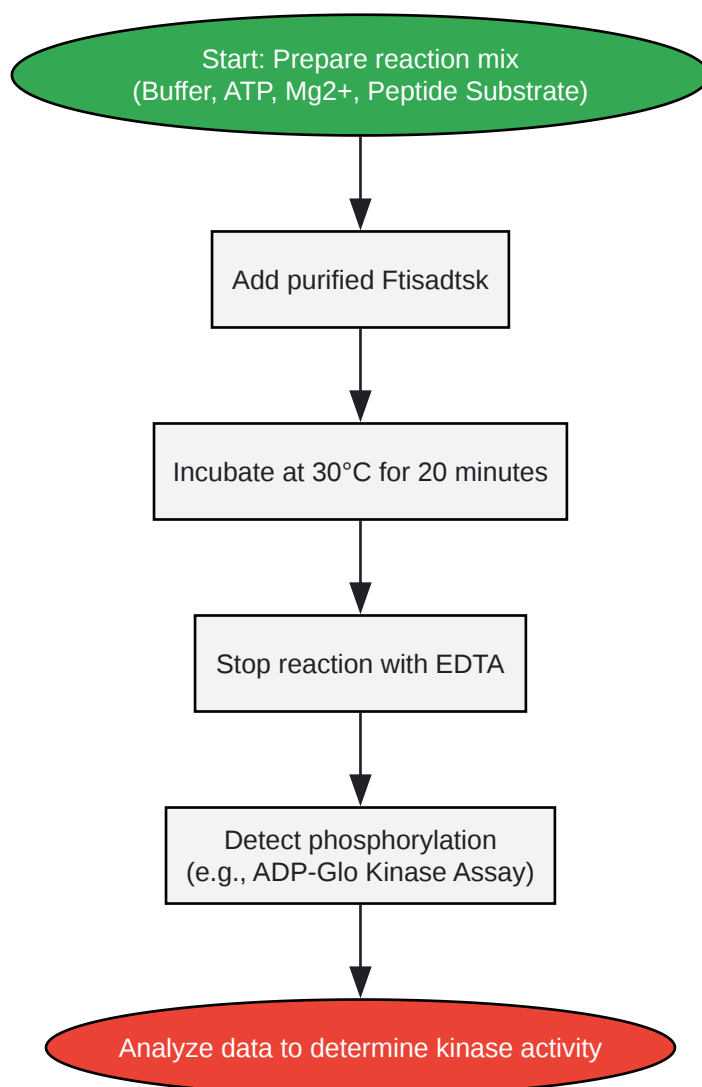 Start: Prepare reaction mix
(Buffer, ATP, Mg2+, Peptide Substrate)
Add purified Ftisadtsk
Incubate at 30°C for 20 minutes
Stop reaction with EDTA
Detect phosphorylation
(e.g., ADP-Glo Kinase Assay)
Analyze data to determine kinase activity